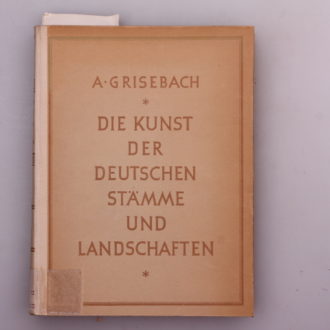 A·GRISEBACH
*
DIE KUNST
DER
DEUTSCHEN
STÄMME
UND
LANDSCHAFTEN
*